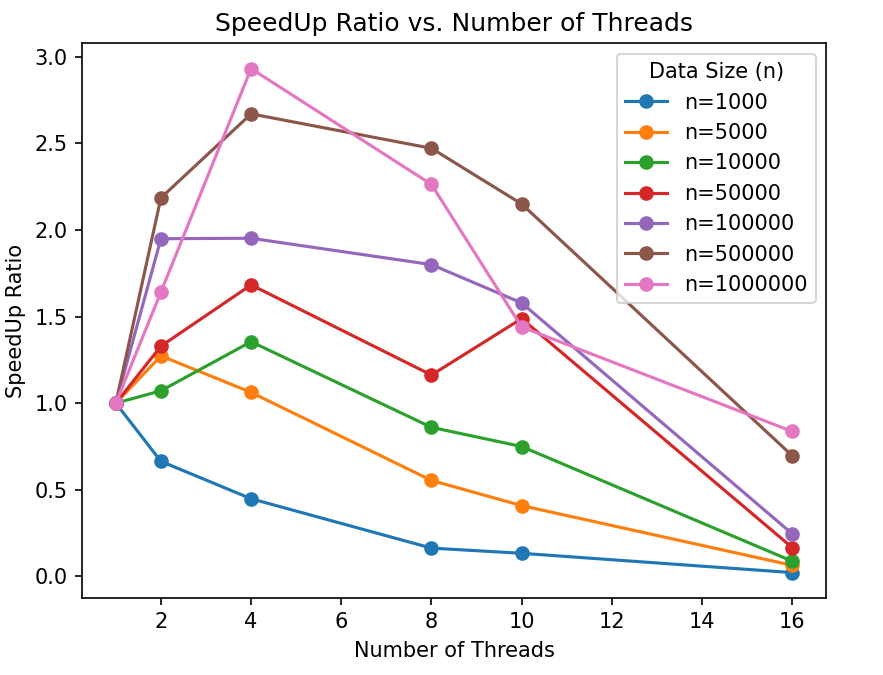 SpeedUp Ratio vs. Number of Threads
3.0
2.5
2.0
1.5
1.0
0.5
0.0
SpeedUp Ratio
Data Size (n)
n=1000
n=5000
n=10000
n=50000
n=100000
n=500000
n=1000000
2 4 6 8 10 12 14 16
Number of Threads